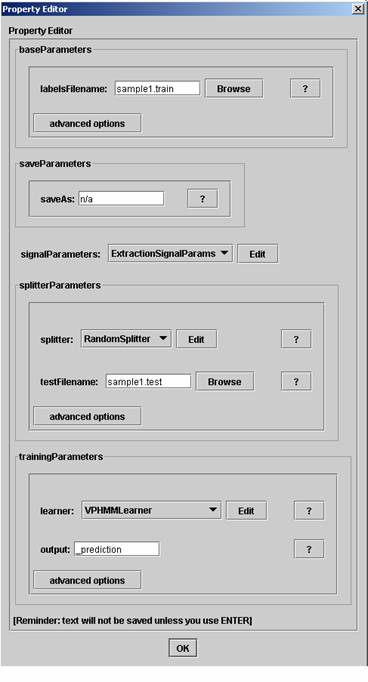 Property Editor
Property Editor
baseParameters
labelsFilename: sample1.train Browse ?
advanced options
saveParameters
saveAs: n/a ?
signalParameters: ExtractionSignalParams Edit
splitterParameters
splitter: RandomSplitter Edit ?
testFilename: sample1.test Browse ?
advanced options
trainingParameters
learner: VPHMMLearner Edit ?
output: _prediction ?
advanced options
[Reminder: text will not be saved unless you use ENTER]
OK